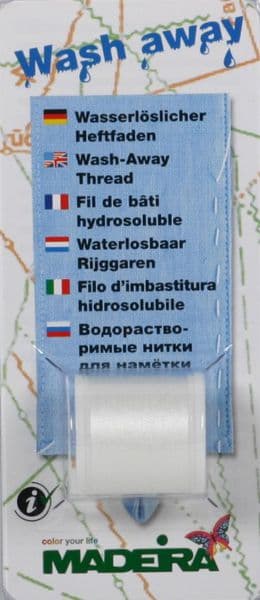 Wash away
Wasserlöslicher
Heftfaden
Wash-Away
Thread
Fil de bâti
hydrosoluble
Waterlosbaar
Rijggaren
Filo d'imbastitura
hidrosolubile
Водораство-
римые нитки
для намётки
i
color your life
MADEIRA